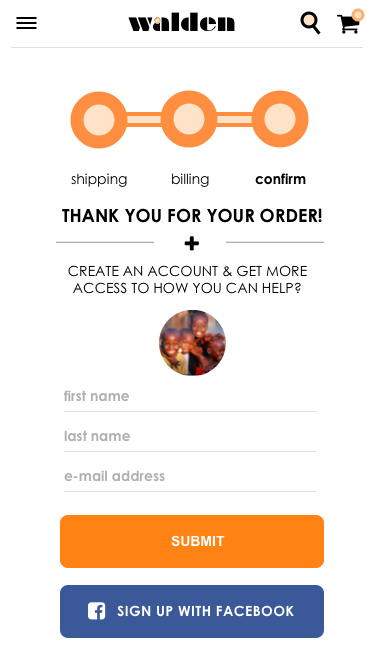 walden
shipping billing confirm
THANK YOU FOR YOUR ORDER!
CREATE AN ACCOUNT & GET MORE
ACCESS TO HOW YOU CAN HELP?
first name
last name
e-mail address
SUBMIT
SIGN UP WITH FACEBOOK